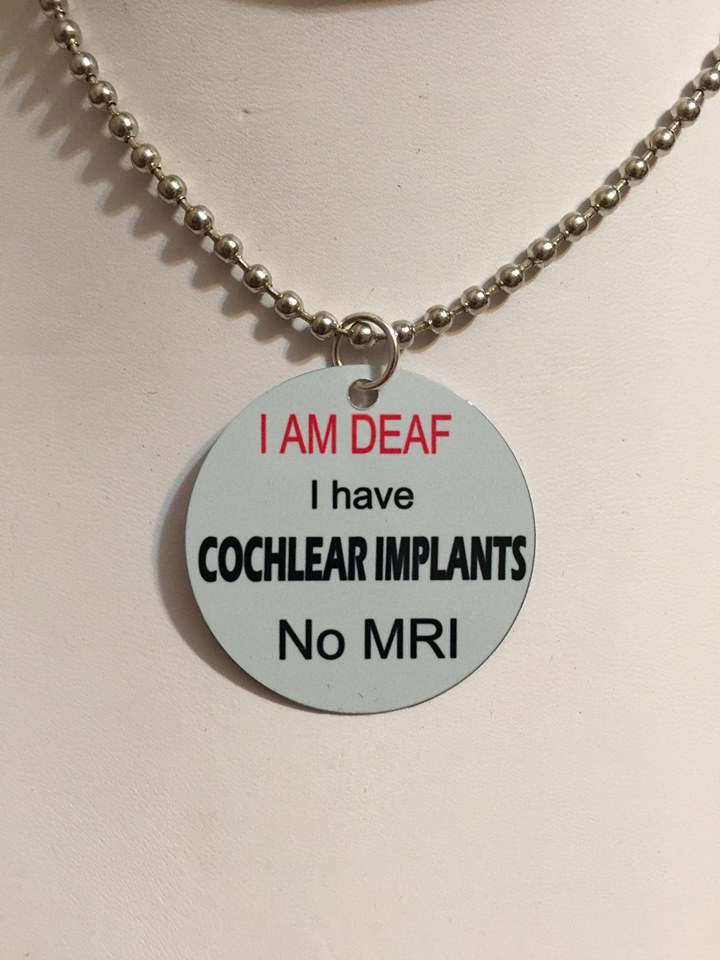 I AM DEAF
I have
COCHLEAR IMPLANTS
No MRI